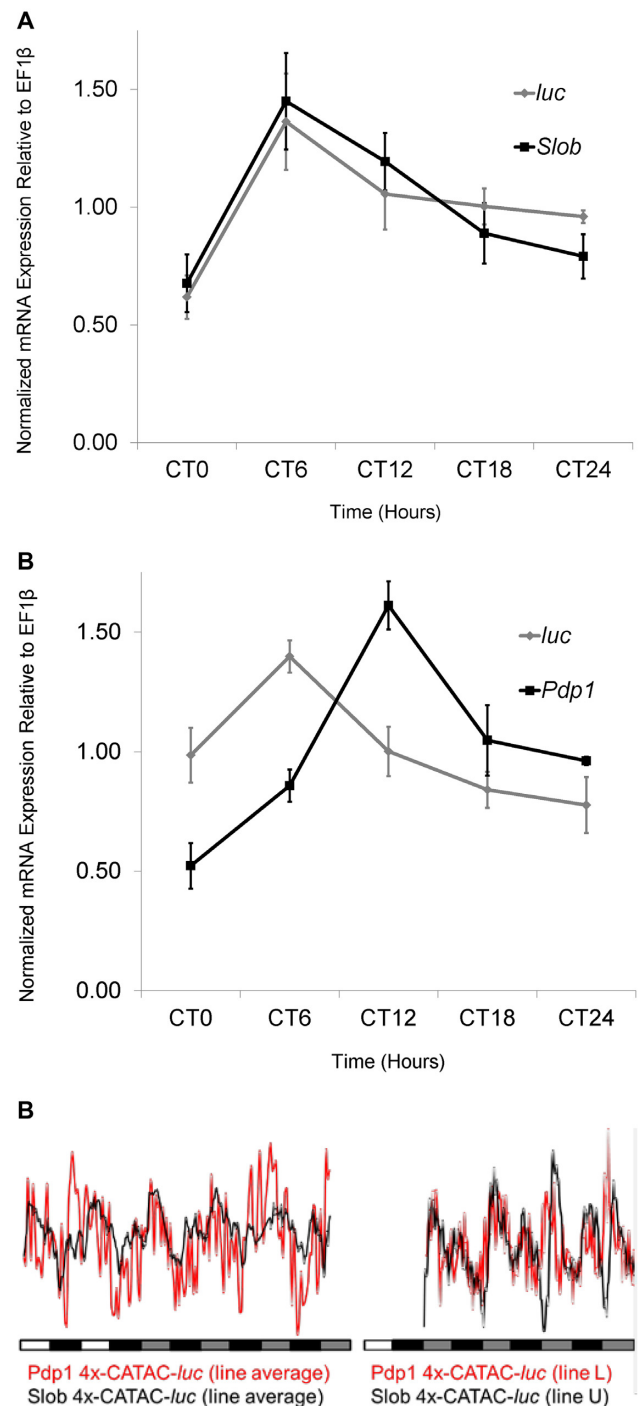 A
Normalized mRNA Expression Relative to EF1β
1.50
1.00
0.50
0.00
luc
Slob
CT0 CT6 CT12 CT18 CT24
Time (Hours)
B
Normalized mRNA Expression Relative to EF1β
1.50
1.00
0.50
0.00
luc
Pdp1
CT0 CT6 CT12 CT18 CT24
Time (Hours)
B
Pdp1 4x-CATAC-luc (line average)
Slob 4x-CATAC-luc (line average)
Pdp1 4x-CATAC-luc (line L)
Slob 4x-CATAC-luc (line U)